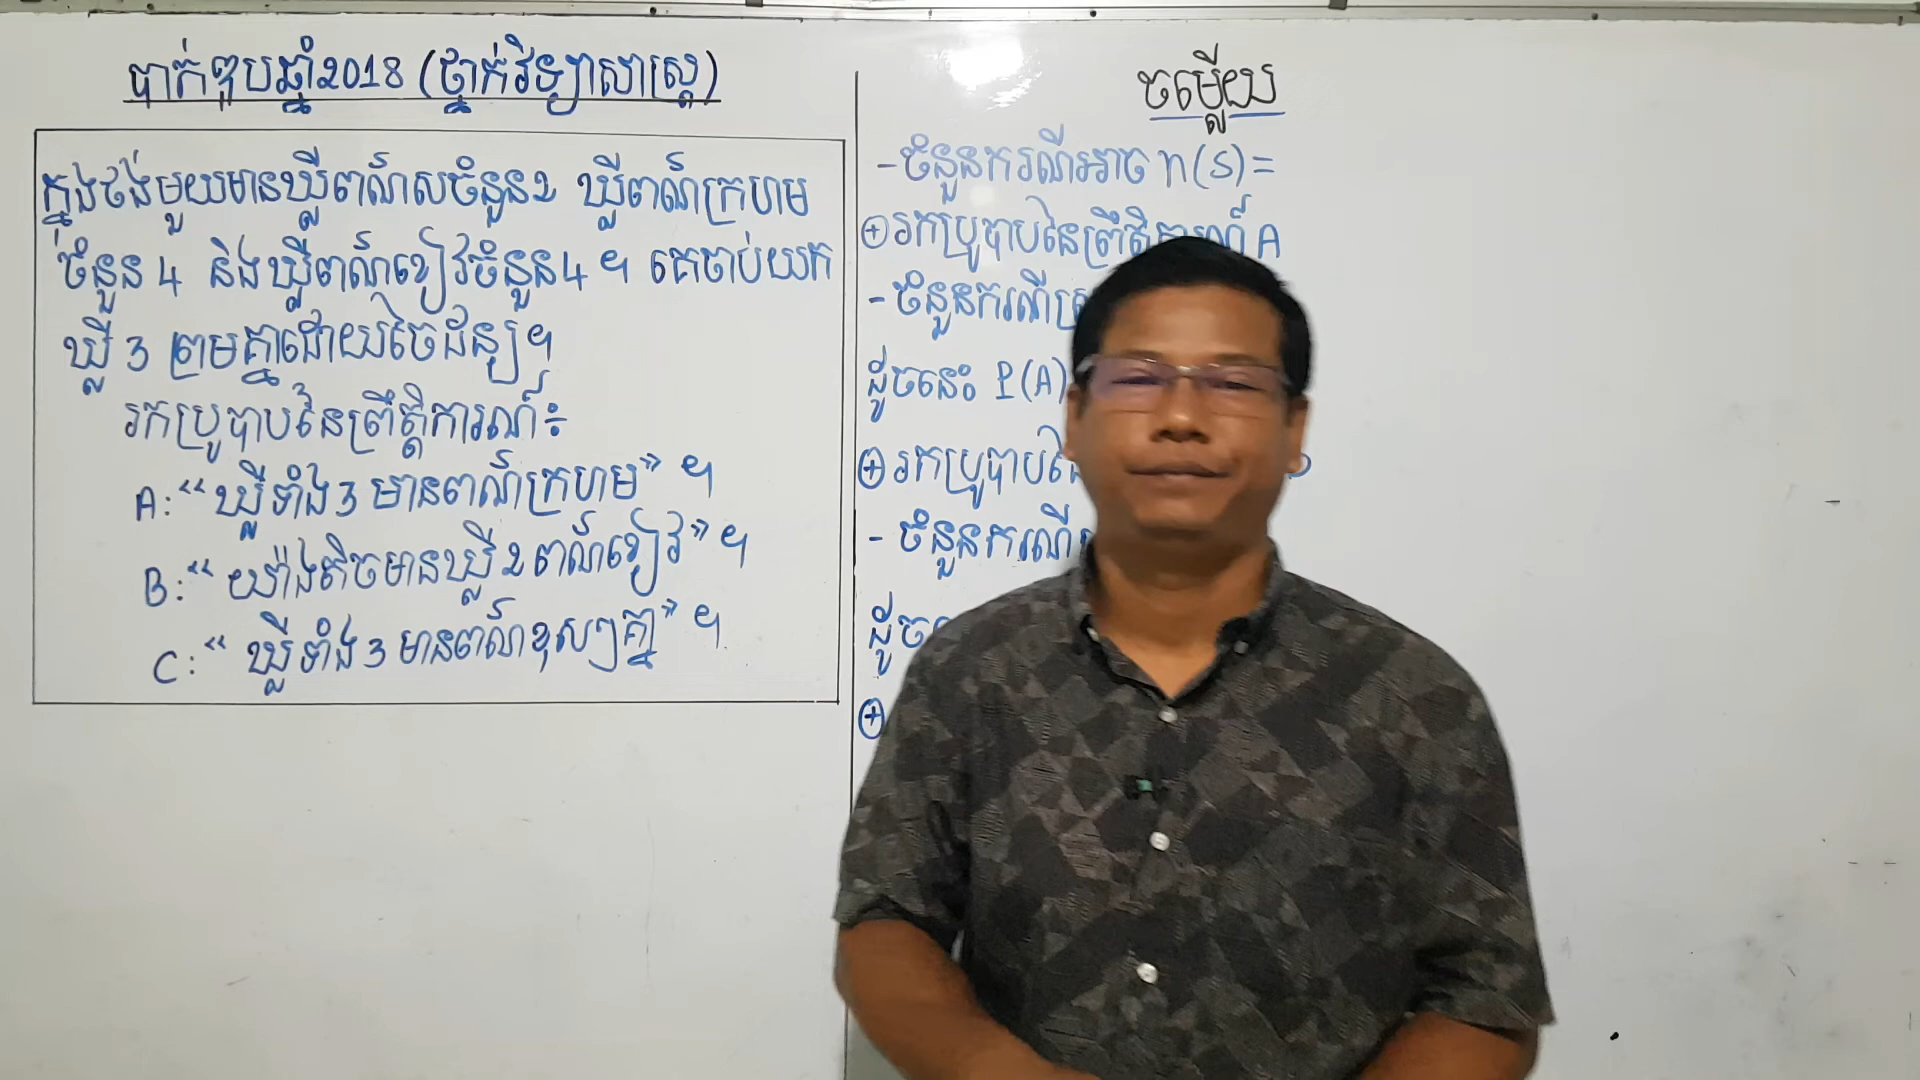 បាក់ឌុបឆ្នាំ2018 (ថ្នាក់វិទ្យាសាស្ត្រ)
ក្នុងថង់មួយមានឃ្លីពណ៌សចំនួន2 ឃ្លីពណ៌ក្រហម
ចំនួន 4 និងឃ្លីពណ៌ខៀវចំនួន4 ។ គេចាប់យក
ឃ្លី 3 ព្រមគ្នាដោយចៃដន្យ។
រកប្រូបាបនៃព្រឹត្តិការណ៍ៈ
A: “ ឃ្លីទាំង3 មានពណ៌ក្រហម” ។
B: “ យ៉ាងតិចមានឃ្លី 2 ពណ៌ខៀវ” ។
C: “ ឃ្លីទាំង 3 មានពណ៌ខុសៗគ្នា” ។
ចម្លើយ
-ចំនួនករណីអាច n(S)=
+ រកប្រូបាបនៃព្រឹត្តិការណ៍ A
- ចំនួនករណី
ដូចនេះ P(A)
+ រកប្រូបាប
- ចំនួនករណី
+